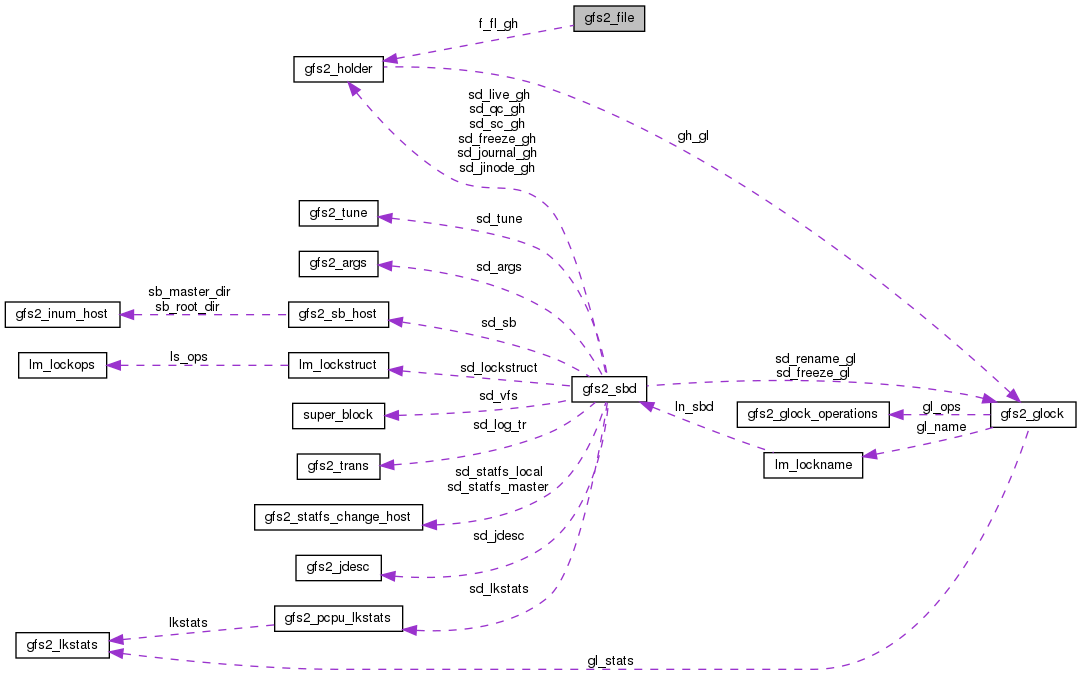 gfs2_file
f_fl_gh
gfs2_holder
sd_live_gh
sd_qc_gh
sd_sc_gh
sd_freeze_gh
sd_journal_gh
sd_jinode_gh
gh_gl
gfs2_tune
sd_tune
gfs2_args
sd_args
sb_master_dir
sb_root_dir
gfs2_inum_host
gfs2_sb_host
sd_sb
lm_lockops
ls_ops
lm_lockstruct
sd_lockstruct
sd_rename_gl
sd_freeze_gl
gfs2_sbd
super_block
sd_vfs
ln_sbd
gfs2_glock_operations
gl_ops
gfs2_glock
gl_name
sd_log_tr
gfs2_trans
lm_lockname
sd_statfs_local
sd_statfs_master
gfs2_statfs_change_host
sd_jdesc
gfs2_jdesc
sd_lkstats
gfs2_pcpu_lkstats
lkstats
gfs2_lkstats
gl_stats